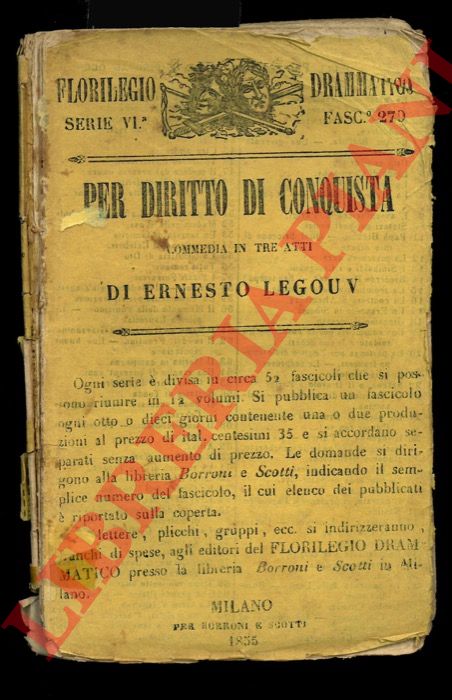 FLORILEGIO DRAMMATICO
SERIE VI.ª FASC.º 270
PER DIRITTO DI CONQUISTA
COMMEDIA IN TRE ATTI
DI ERNESTO LEGOUV
Ogni serie è divisa in circa 52 fascicoli che si pos-
sono riunire in 12 volumi. Si pubblica un fascicolo
ogni otto o dieci giorni contenente una o due produ-
zioni al prezzo di ital. centesimi 35 e si accordano se-
parati senza aumento di prezzo. Le domande si diri-
gono alla libreria Borroni e Scotti, indicando il sem-
plice numero del fascicolo, il cui elenco dei pubblicati
è riportato sulla coperta.
lettere, plicchi, gruppi, ecc. si indirizzeranno,
franchi di spese, agli editori del FLORILEGIO DRAM
MATICO presso la libreria Borroni e Scotti in Mi-
lano.
MILANO
PER BORRONI E SCOTTI
1855
LIBRERIA PIANI